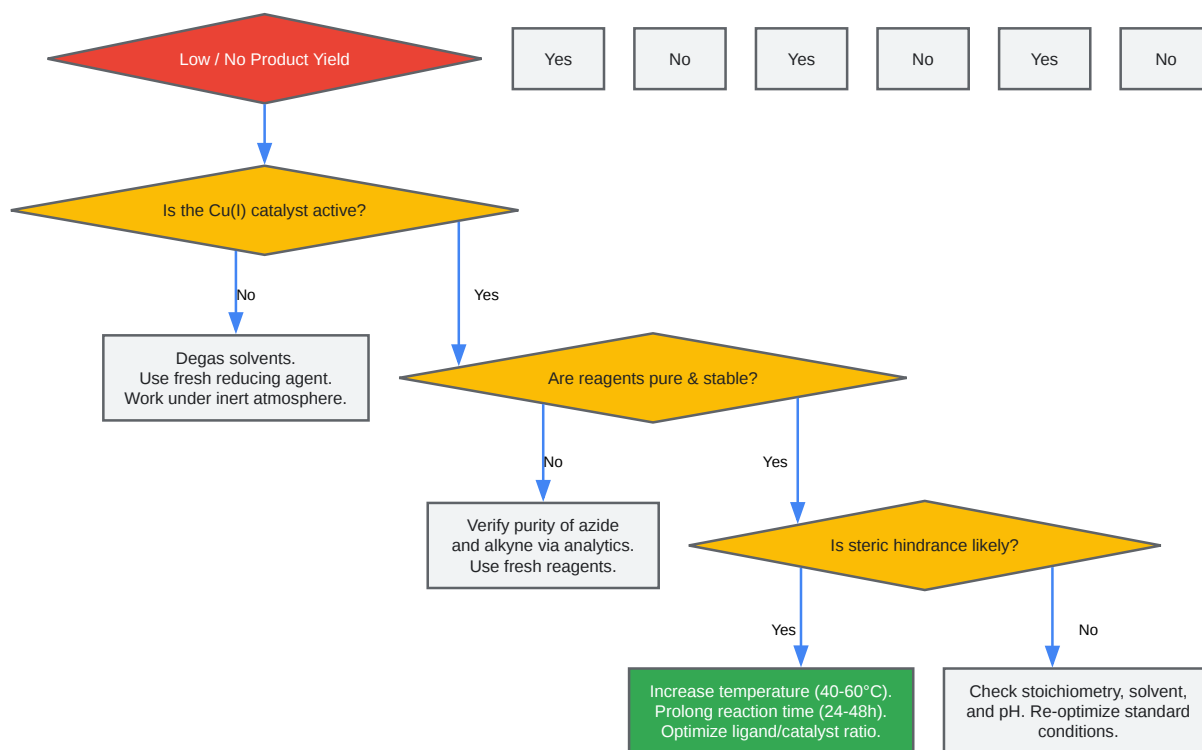 Low / No Product Yield
Yes
No
Yes
No
Yes
No
Is the Cu(I) catalyst active?
No
Yes
Degas solvents.
Use fresh reducing agent.
Work under inert atmosphere.
Are reagents pure & stable?
No
Yes
Verify purity of azide
and alkyne via analytics.
Use fresh reagents.
Is steric hindrance likely?
Yes
No
Increase temperature (40-60°C).
Prolong reaction time (24-48h).
Optimize ligand/catalyst ratio.
Check stoichiometry, solvent,
and pH. Re-optimize standard
conditions.